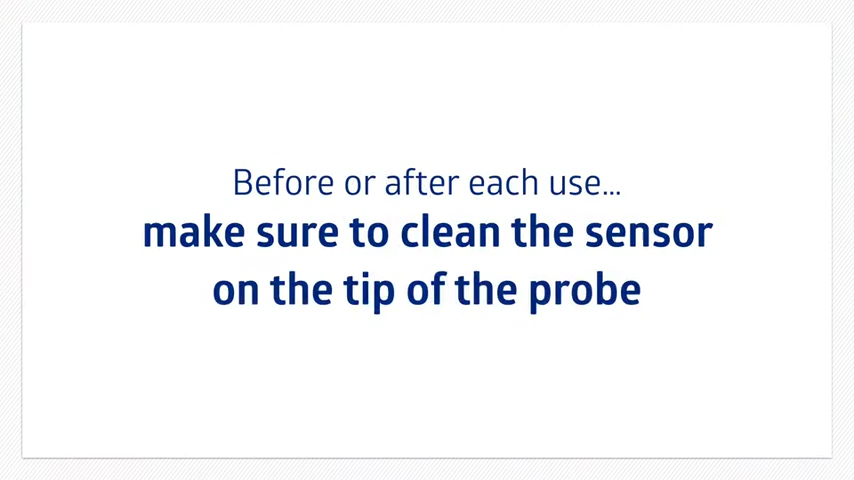 Before or after each use...
make sure to clean the sensor
on the tip of the probe